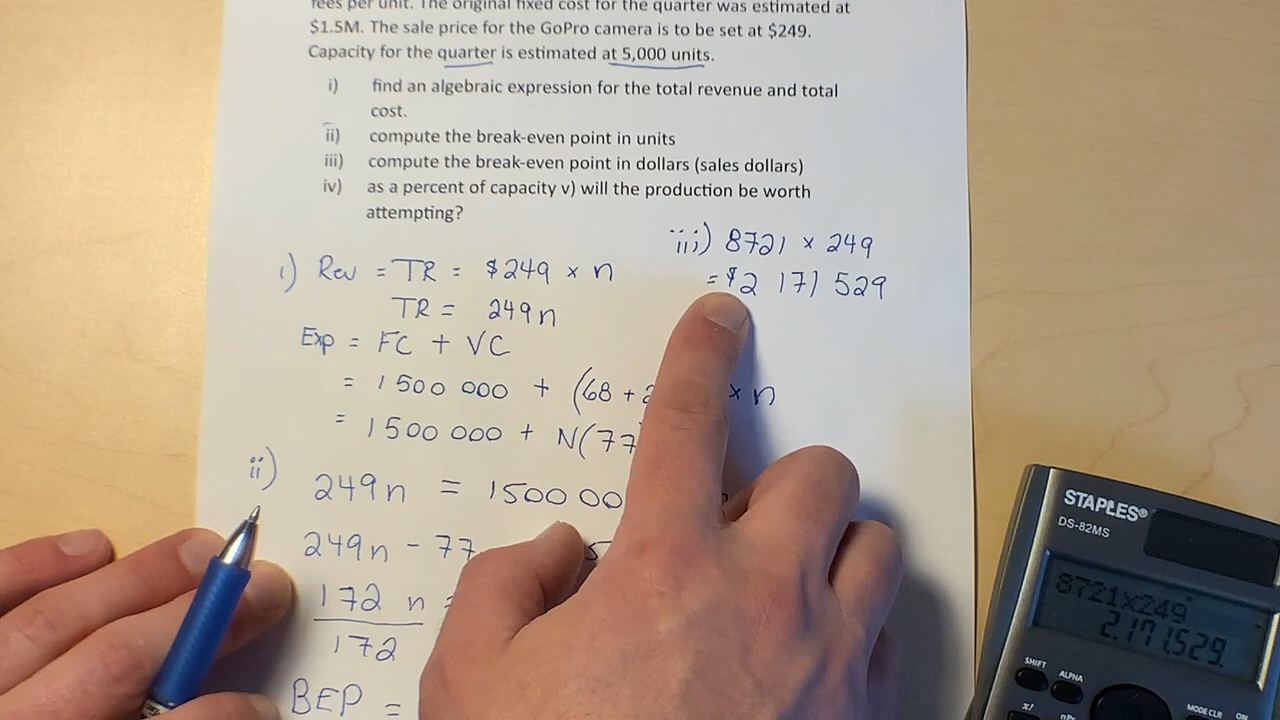 fees per unit. The original fixed cost for the quarter was estimated at
$1.5M. The sale price for the GoPro camera is to be set at $249.
Capacity for the quarter is estimated at 5,000 units.
i) find an algebraic expression for the total revenue and total
cost.
ii) compute the break-even point in units
iii) compute the break-even point in dollars (sales dollars)
iv) as a percent of capacity v) will the production be worth
attempting?
i) Rev = TR = $249 × n
TR = 249n
Exp = FC + VC
= 1 500 000 + (68 + × n
= 1 500 000 + N(77
ii)
249n = 1500 00
249n - 77
172 n =
172
BEP =
iii) 8721 × 249
= $2 171 529
STAPLES®
DS-82MS
8721×249
2,171,529.
SHIFT ALPHA
x! nPr MODE CLR ON